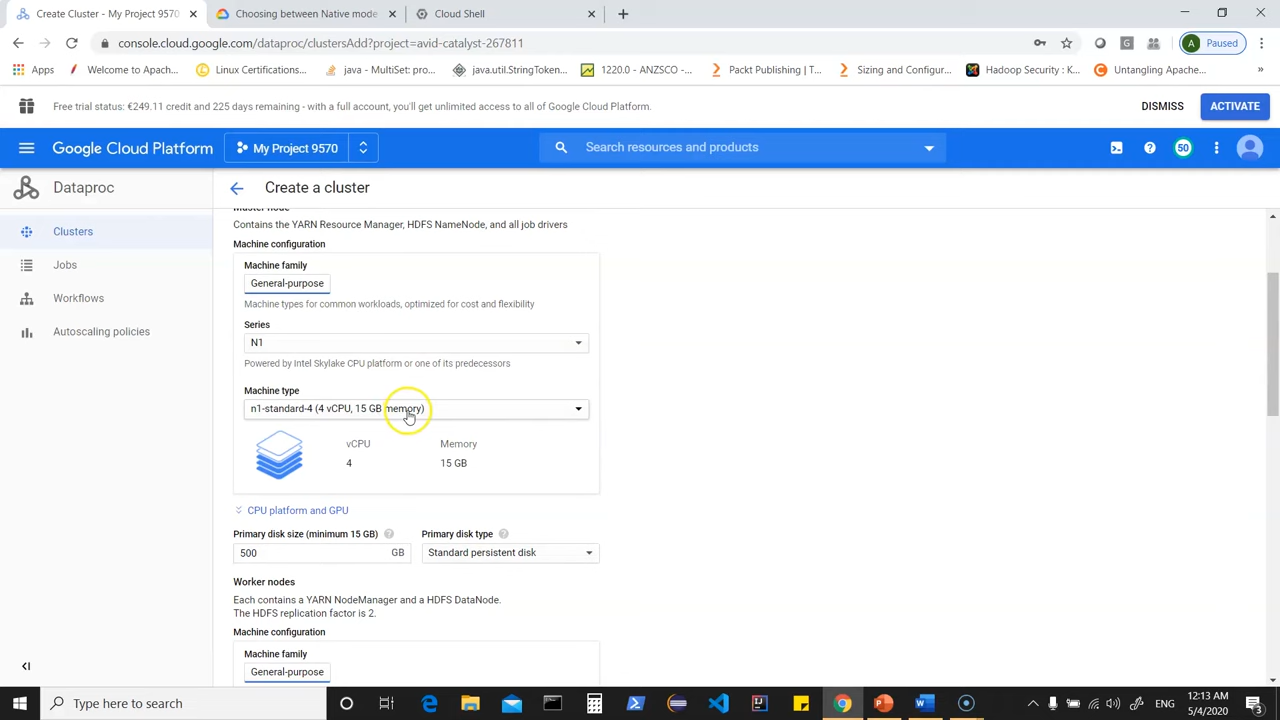 Create Cluster - My Project 9570
Choosing between Native mode
Cloud Shell
console.cloud.google.com/dataproc/clustersAdd?project=avid-catalyst-267811
A
Paused
Apps
Welcome to Apach...
Linux Certifications...
java - MultiSet: pro...
java.util.StringToken...
1220.0 - ANZSCO -...
Packt Publishing | T...
Sizing and Configur...
Hadoop Security : K...
Untangling Apache...
Free trial status: €249.11 credit and 225 days remaining - with a full account, you'll get unlimited access to all of Google Cloud Platform.
DISMISS
ACTIVATE
Google Cloud Platform
My Project 9570
Search resources and products
50
Dataproc
Create a cluster
Clusters
Jobs
Workflows
Autoscaling policies
Master node
Contains the YARN Resource Manager, HDFS NameNode, and all job drivers
Machine configuration
Machine family
General-purpose
Machine types for common workloads, optimized for cost and flexibility
Series
N1
Powered by Intel Skylake CPU platform or one of its predecessors
Machine type
n1-standard-4 (4 vCPU, 15 GB memory)
vCPU
Memory
4
15 GB
CPU platform and GPU
Primary disk size (minimum 15 GB)
Primary disk type
500
GB
Standard persistent disk
Worker nodes
Each contains a YARN NodeManager and a HDFS DataNode.
The HDFS replication factor is 2.
Machine configuration
Machine family
General-purpose
Type here to search
ENG
12:13 AM
5/4/2020
3